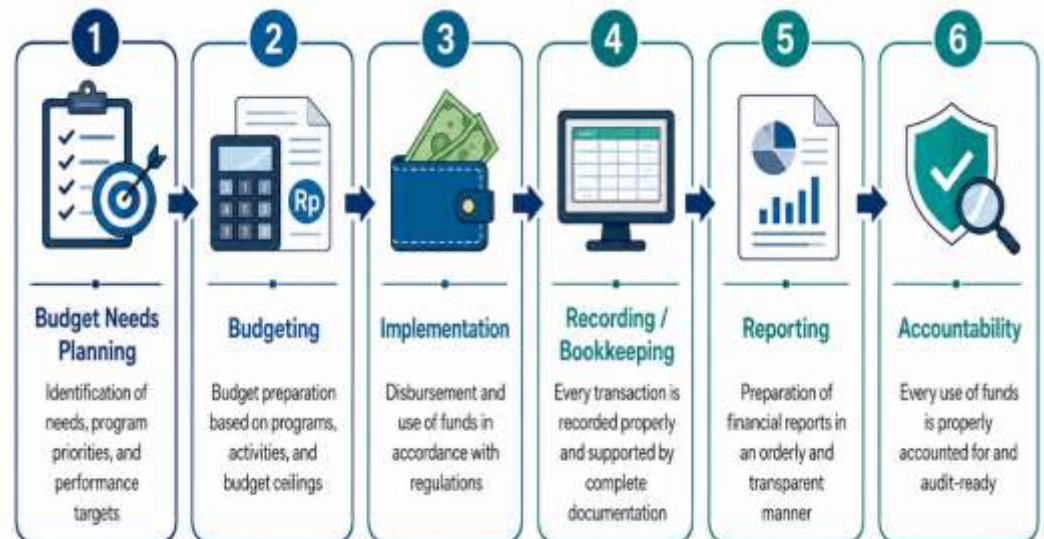 1
Budget Needs
Planning
Identification of
needs, program
priorities, and
performance
targets
2
Rp
Budgeting
Budget preparation
based on programs,
activities, and
budget ceilings
3
Implementation
Disbursement and
use of funds in
accordance with
regulations
4
Recording /
Bookkeeping
Every transaction is
recorded properly
and supported by
complete
documentation
5
Reporting
Preparation of
financial reports in
an orderly and
transparent
manner
6
Accountability
Every use of funds
is properly
accounted for and
audit-ready